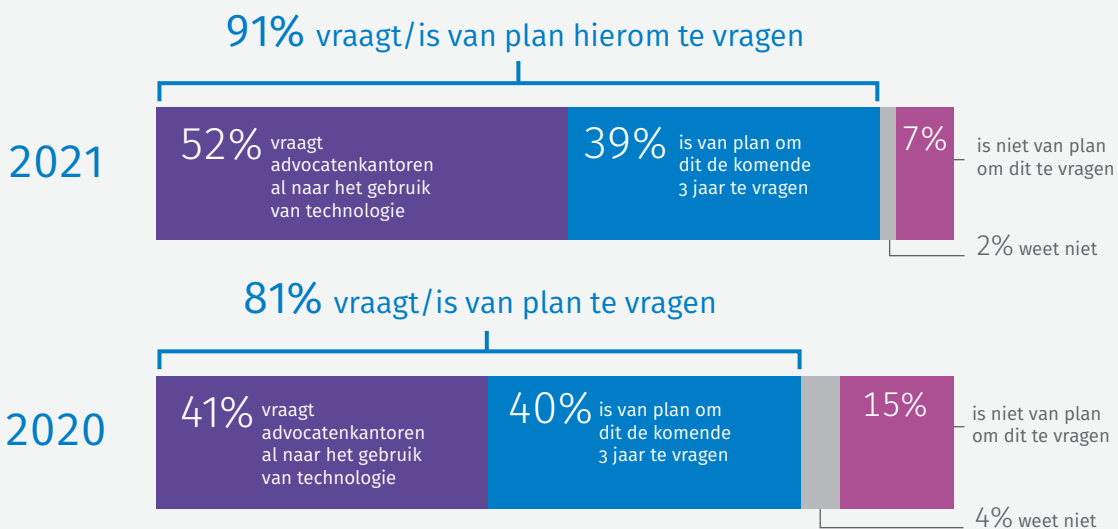 91% vraagt/is van plan hierom te vragen
2021
52% vraagt
advocatenkantoren
al naar het gebruik
van technologie
39% is van plan om
dit de komende
3 jaar te vragen
7%
is niet van plan
om dit te vragen
2% weet niet
81% vraagt/is van plan te vragen
2020
41% vraagt
advocatenkantoren
al naar het gebruik
van technologie
40% is van plan om
dit de komende
3 jaar te vragen
15%
is niet van plan
om dit te vragen
4% weet niet